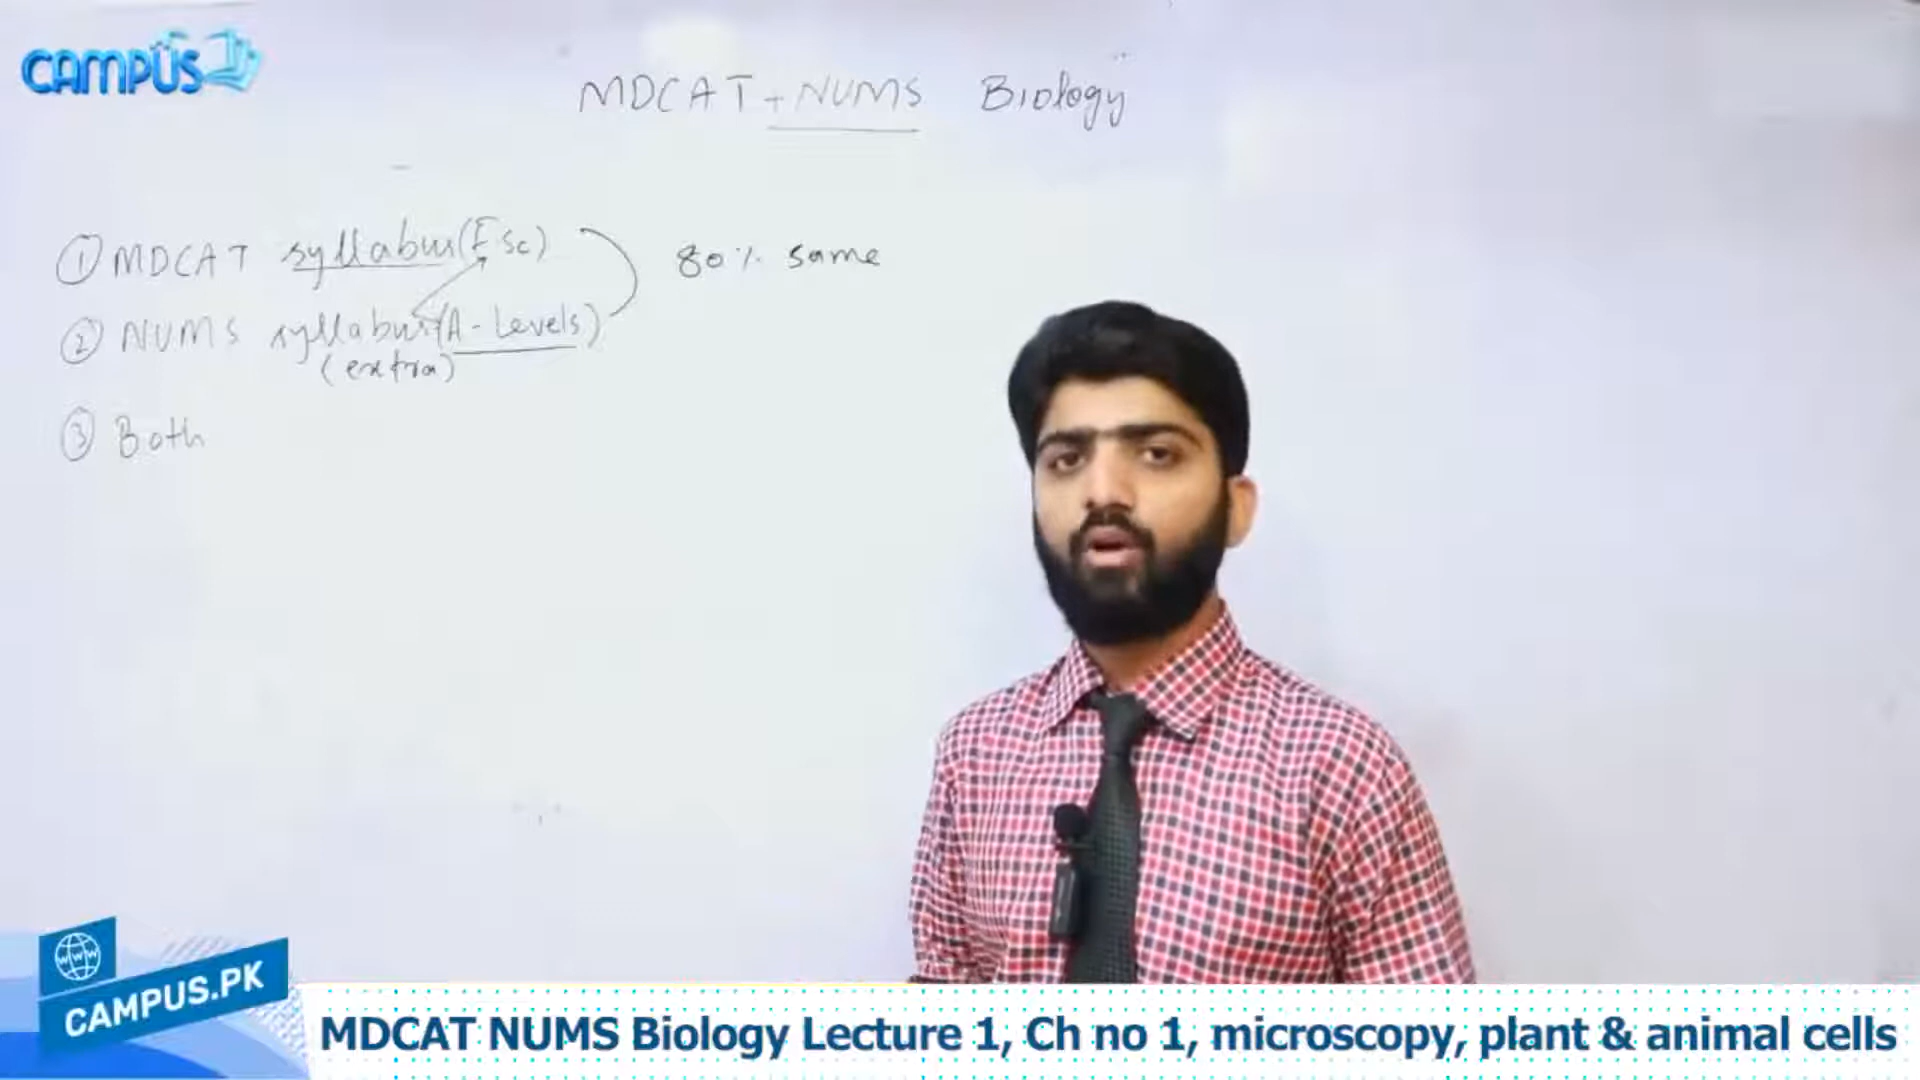 CAMPUS
MDCAT + NUMS Biology
① MDCAT syllabus (FSc)
80% same
② NUMS syllabus (A-Levels)
(extra)
③ Both
www
CAMPUS.PK
MDCAT NUMS Biology Lecture 1, Ch no 1, microscopy, plant & animal cells